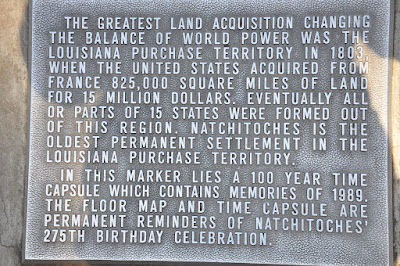 THE GREATEST LAND ACQUISITION CHANGING
THE BALANCE OF WORLD POWER WAS THE
LOUISIANA PURCHASE TERRITORY IN 1803,
WHEN THE UNITED STATES ACQUIRED FROM
FRANCE 825,000 SQUARE MILES OF LAND
FOR 15 MILLION DOLLARS. EVENTUALLY ALL
OR PARTS OF 15 STATES WERE FORMED OUT
OF THIS REGION. NATCHITOCHES IS THE
OLDEST PERMANENT SETTLEMENT IN THE
LOUISIANA PURCHASE TERRITORY.
IN THIS MARKER LIES A 100 YEAR TIME
CAPSULE WHICH CONTAINS MEMORIES OF 1989.
THE FLOOR MAP AND TIME CAPSULE ARE
PERMANENT REMINDERS OF NATCHITOCHES'
275TH BIRTHDAY CELEBRATION.